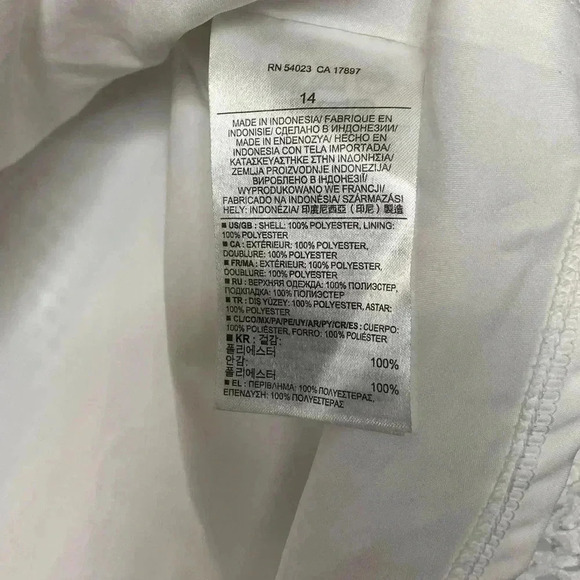 RN 54023 CA 17897
14
MADE IN INDONESIA/ FABRIQUE EN
INDONISIE/ СДЕЛАНО В ИНДОНЕЗИИ/
MADE IN ENDENOZYA/ HECHO EN
INDONESIA CON TELA IMPORTADA/
ΚΑΤΑΣΚΕΥΑΣΤΗΚΕ ΣΤΗΝ ΙΝΔΟΝΗΣΙΑ/
ZEMLJA PROIZVODNJE INDONEZIJA/
ВИРОБЛЕНО В ІНДОНЕЗІЇ/
WYPRODUKOWANO WE FRANCJI/
FABRICADO NA INDONÉSIA/ SZÁRMAZÁSI
HELY: INDONÉZIA/ 印度尼西亞 (印尼) 製造
■ US/GB : SHELL: 100% POLYESTER, LINING:
100% POLYESTER
■ CA : EXTÉRIEUR: 100% POLYESTER,
DOUBLURE: 100% POLYESTER
■ FR/MA : EXTÉRIEUR: 100% POLYESTER,
DOUBLURE: 100% POLYESTER
■ RU : ВЕРХНЯЯ ОДЕЖДА: 100% ПОЛИЭСТЕР,
ПОДКЛАДКА: 100% ПОЛИЭСТЕР
■ TR : DIS YÜZEY: 100% POLYESTER, ASTAR:
100% POLYESTER
■ CL/CO/MX/PA/PE/UY/AR/PY/CR/ES : CUERPO:
100% POLIÉSTER, FORRO: 100% POLIÉSTER
■ KR : 겉감:
폴리에스터 100%
안감:
폴리에스터 100%
■ EL : ΠΕΡΙΒΛΗΜΑ: 100% ΠΟΛΥΕΣΤΕΡΑΣ,
ΕΠΕΝΔΥΣΗ: 100% ΠΟΛΥΕΣΤΕΡΑΣ